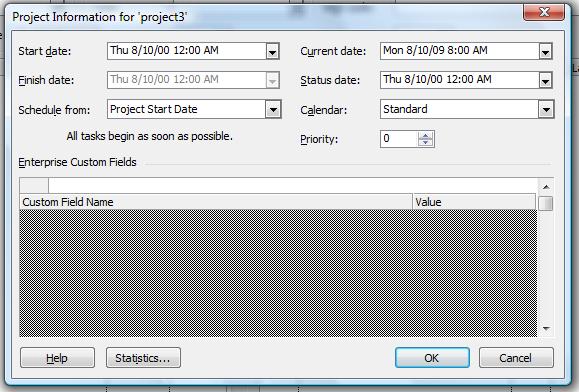 Project Information for 'project3'
Start date: Thu 8/10/00 12:00 AM Current date: Mon 8/10/09 8:00 AM
Finish date: Thu 8/10/00 12:00 AM Status date: Thu 8/10/00 12:00 AM
Schedule from: Project Start Date Calendar: Standard
All tasks begin as soon as possible. Priority: 0
Enterprise Custom Fields
Custom Field Name Value
Help Statistics... OK Cancel